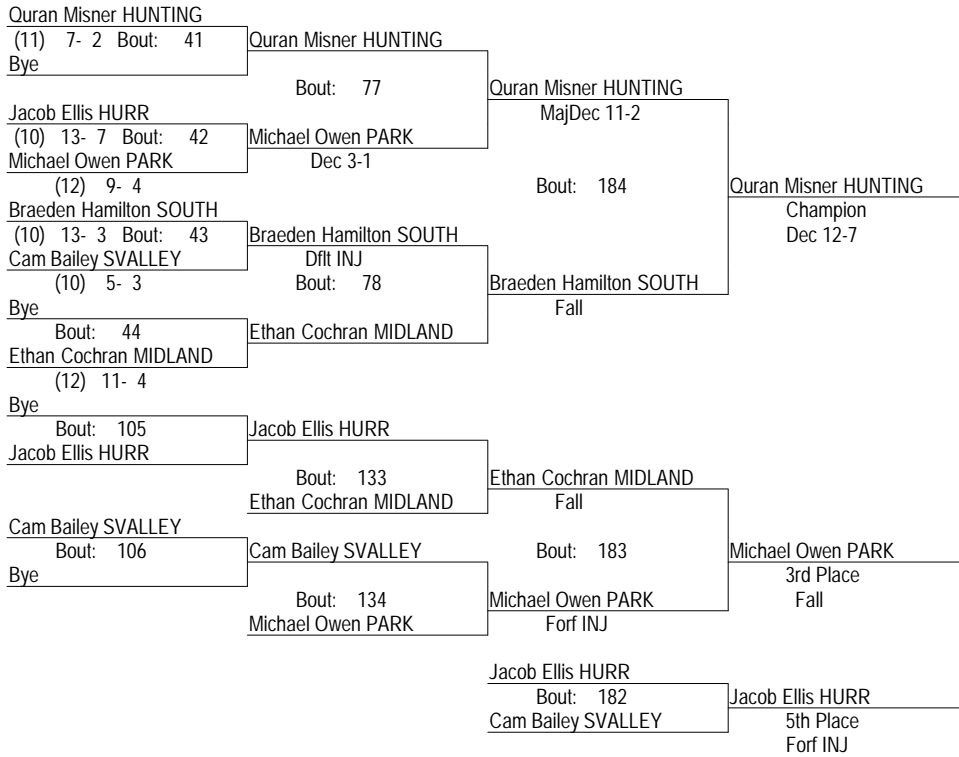 Quran Misner HUNTING
(11) 7- 2 Bout: 41
Quran Misner HUNTING
Bye
Bout: 77
Quran Misner HUNTING
Jacob Ellis HURR
MajDec 11-2
(10) 13- 7 Bout: 42
Michael Owen PARK
Michael Owen PARK
Dec 3-1
(12) 9- 4
Bout: 184
Quran Misner HUNTING
Braeden Hamilton SOUTH
Champion
(10) 13- 3 Bout: 43
Braeden Hamilton SOUTH
Dec 12-7
Cam Bailey SVALLEY
Dflt INJ
(10) 5- 3
Bout: 78
Braeden Hamilton SOUTH
Bye
Fall
Bout: 44
Ethan Cochran MIDLAND
Ethan Cochran MIDLAND
(12) 11- 4
Bye
Bout: 105
Jacob Ellis HURR
Jacob Ellis HURR
Bout: 133
Ethan Cochran MIDLAND
Ethan Cochran MIDLAND
Fall
Cam Bailey SVALLEY
Bout: 106
Cam Bailey SVALLEY
Bout: 183
Michael Owen PARK
Bye
3rd Place
Bout: 134
Michael Owen PARK
Fall
Michael Owen PARK
Forf INJ
Jacob Ellis HURR
Bout: 182
Jacob Ellis HURR
Cam Bailey SVALLEY
5th Place
Forf INJ